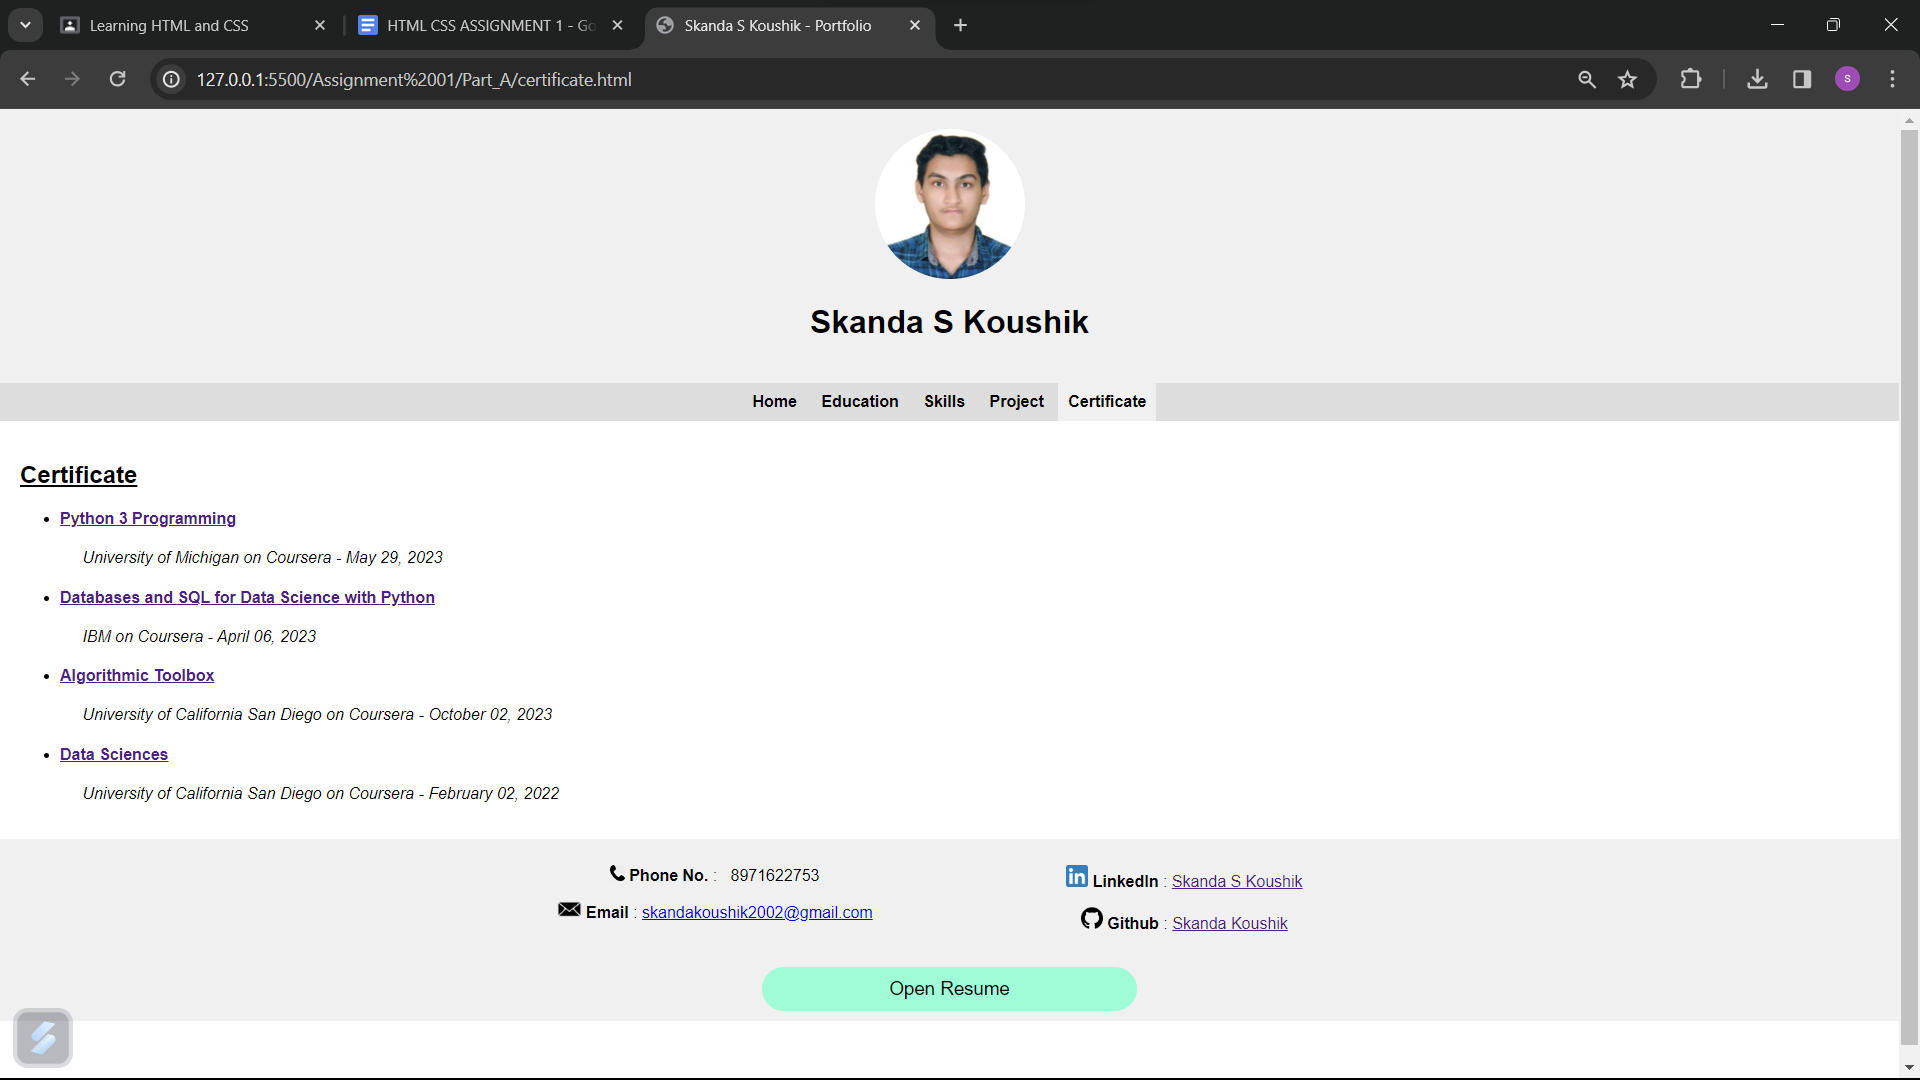 Learning HTML and CSS
HTML CSS ASSIGNMENT 1 - Go
Skanda S Koushik - Portfolio
127.0.0.1:5500/Assignment%2001/Part_A/certificate.html
S
Skanda S Koushik
Home Education Skills Project Certificate
Certificate
• Python 3 Programming
University of Michigan on Coursera - May 29, 2023
• Databases and SQL for Data Science with Python
IBM on Coursera - April 06, 2023
• Algorithmic Toolbox
University of California San Diego on Coursera - October 02, 2023
• Data Sciences
University of California San Diego on Coursera - February 02, 2022
Phone No. : 8971622753
Email : skandakoushik2002@gmail.com
in LinkedIn : Skanda S Koushik
Github : Skanda Koushik
Open Resume